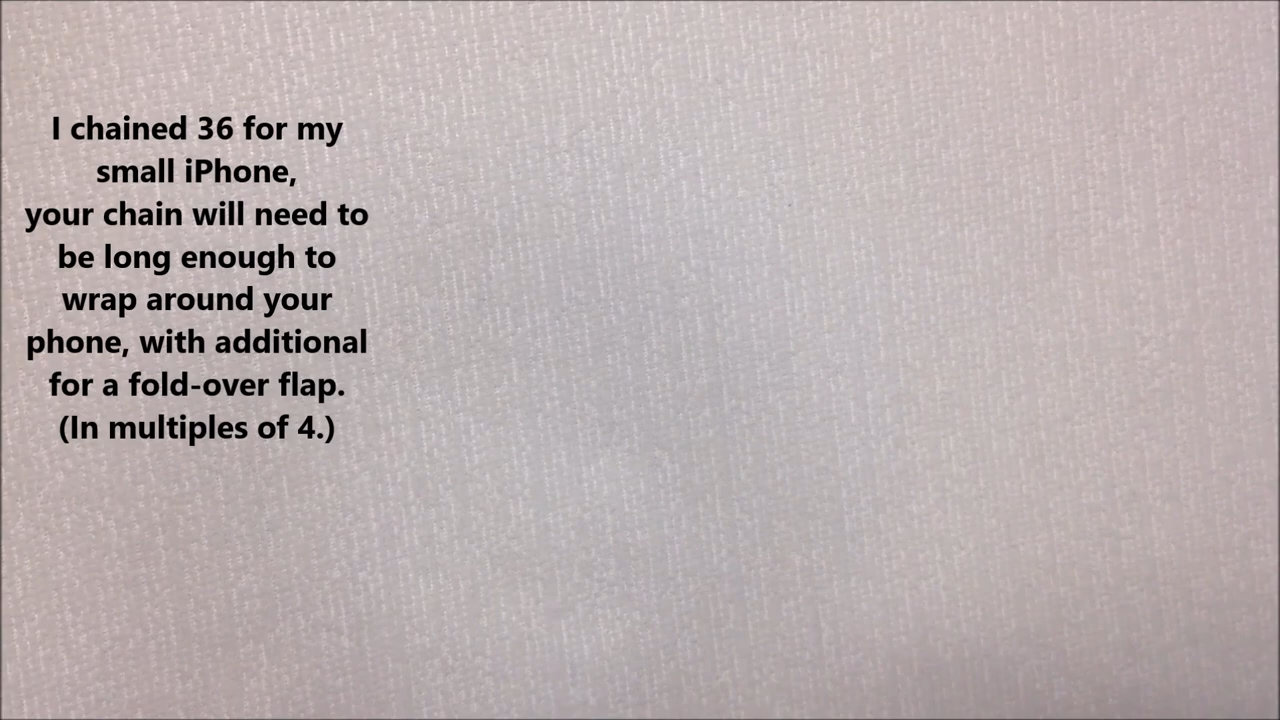 I chained 36 for my
small iPhone,
your chain will need to
be long enough to
wrap around your
phone, with additional
for a fold-over flap.
(In multiples of 4.)